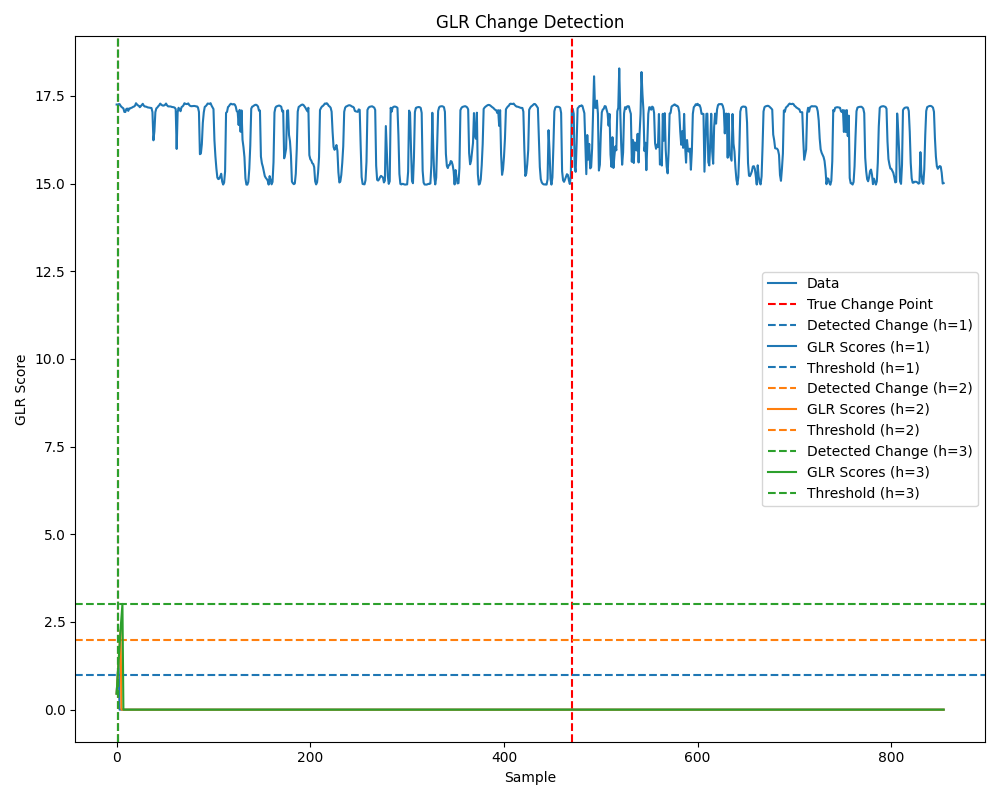 GLR Change Detection
GLR Score
17.5
15.0
12.5
10.0
7.5
5.0
2.5
0.0
Data
True Change Point
Detected Change (h=1)
GLR Scores (h=1)
Threshold (h=1)
Detected Change (h=2)
GLR Scores (h=2)
Threshold (h=2)
Detected Change (h=3)
GLR Scores (h=3)
Threshold (h=3)
0 200 400 600 800
Sample